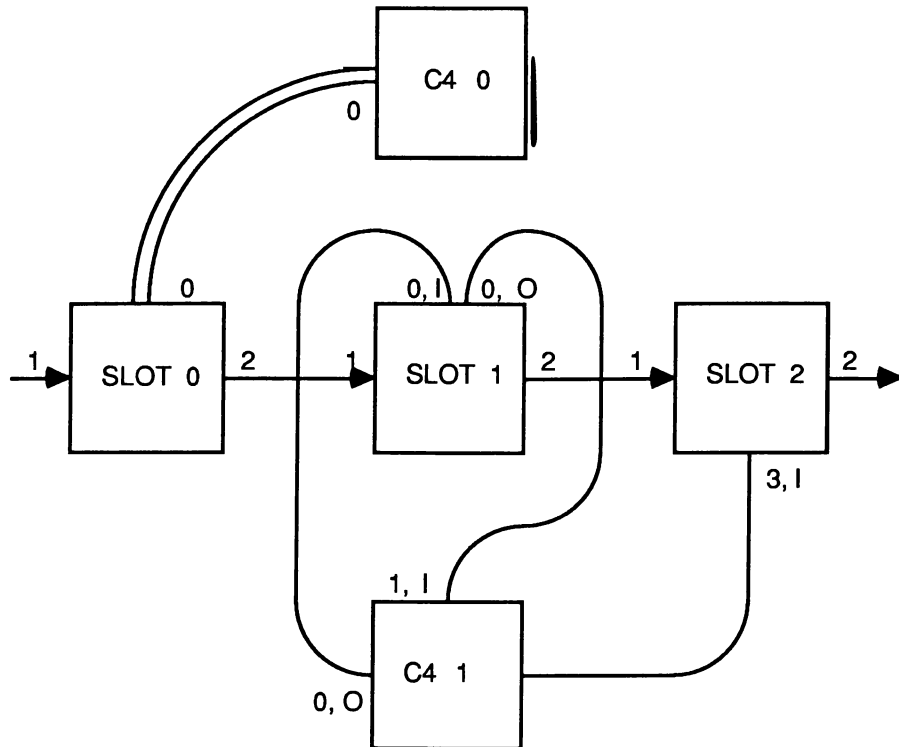 C4 0
0
0
0, I
0, O
1
SLOT 0
2
1
SLOT 1
2
1
SLOT 2
2
3, I
1, I
C4 1
0, O